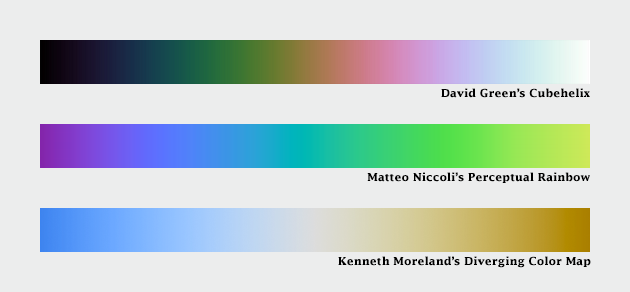 David Green's Cubehelix
Matteo Niccoli's Perceptual Rainbow
Kenneth Moreland's Diverging Color Map